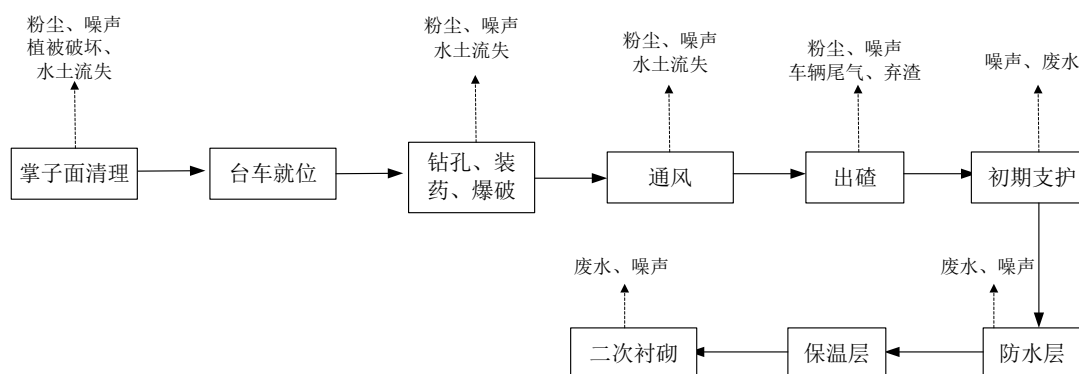 粉尘、噪声
植被破坏、
水土流失
粉尘、噪声
水土流失
粉尘、噪声
水土流失
粉尘、噪声
车辆尾气、弃渣
噪声、废水
掌子面清理
台车就位
钻孔、装
药、爆破
通风
出碴
初期支护
废水、噪声
废水、噪声
二次衬砌
保温层
防水层